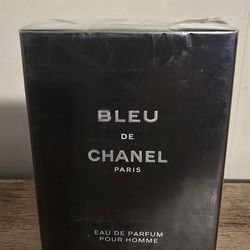 BLEU
DE
CHANEL
PARIS
EAU DE PARFUM
POUR HOMME